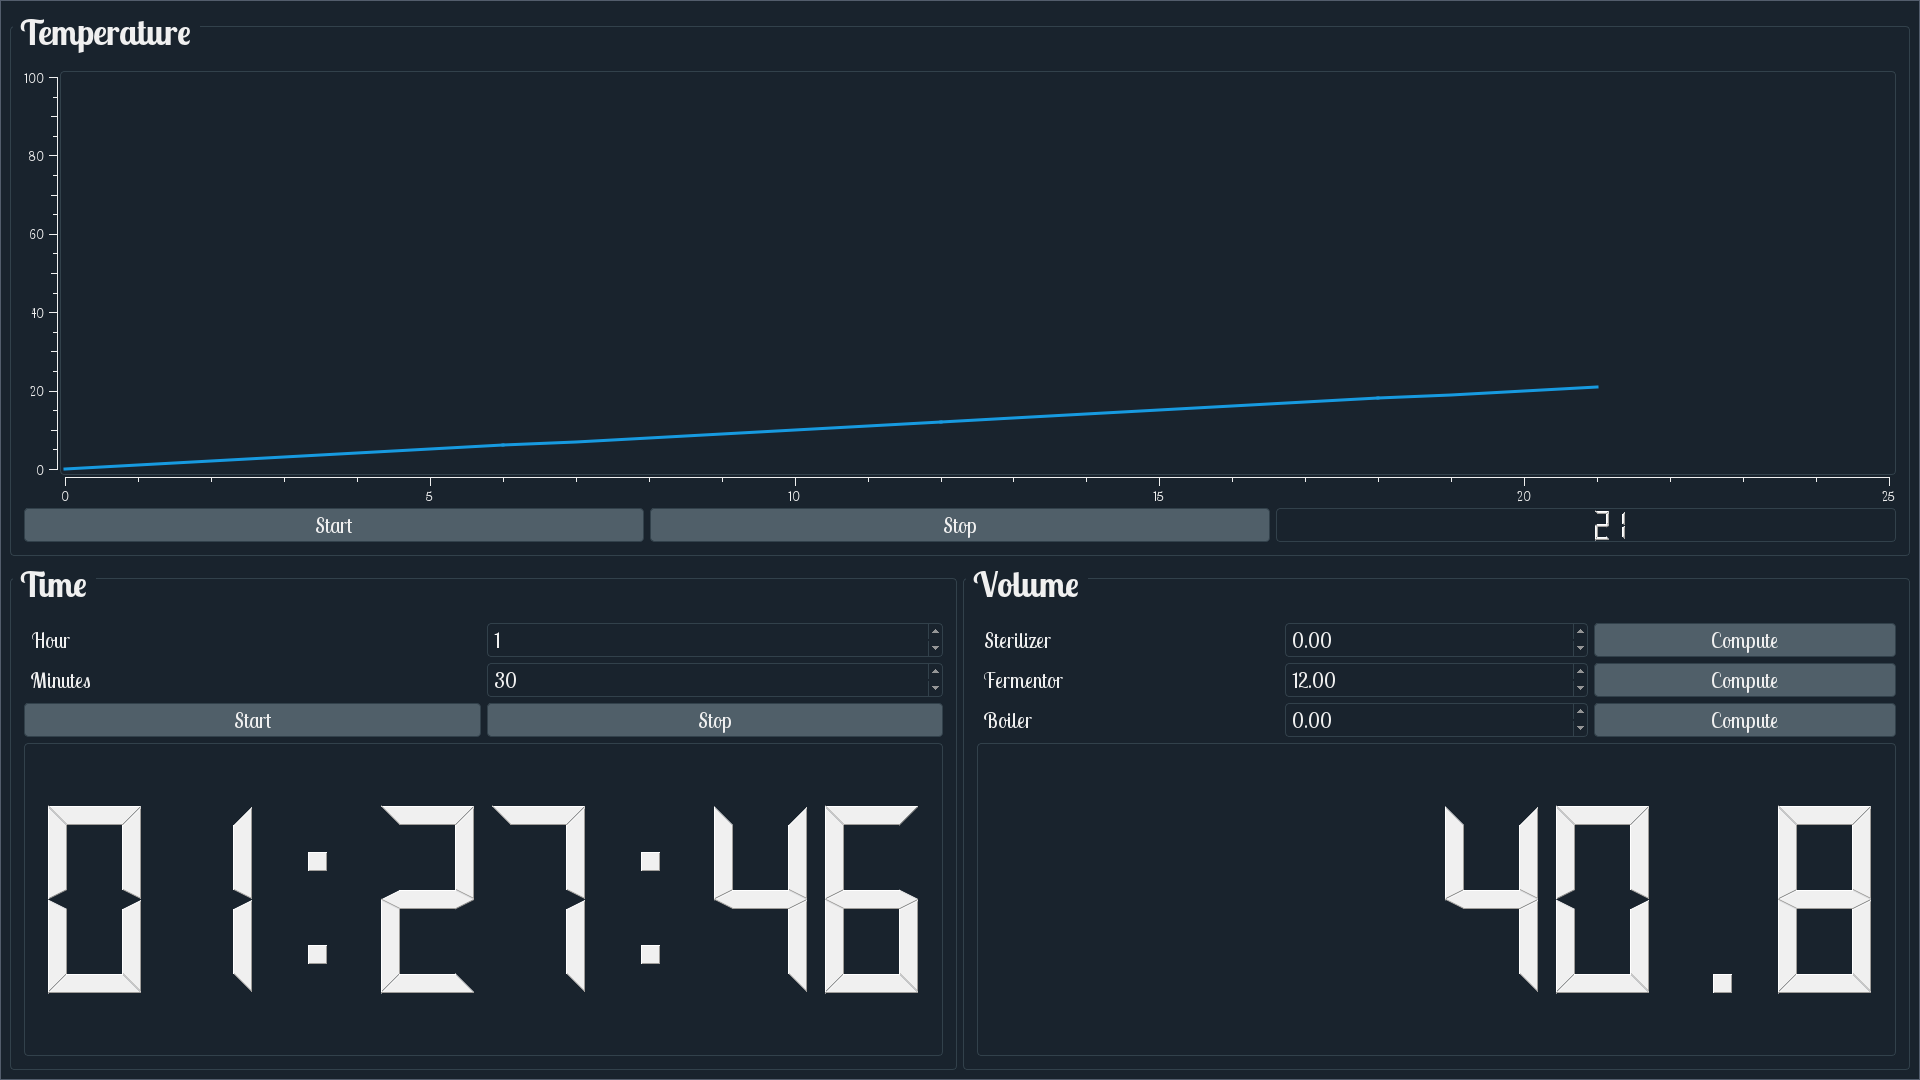 Temperature
100
80
60
40
20
0
0 5 10 15 20 25
Start Stop 21
Time
Hour 1
Minutes 30
Start Stop
01:27:46
Volume
Sterilizer 0.00 Compute
Fermentor 12.00 Compute
Boiler 0.00 Compute
40.8